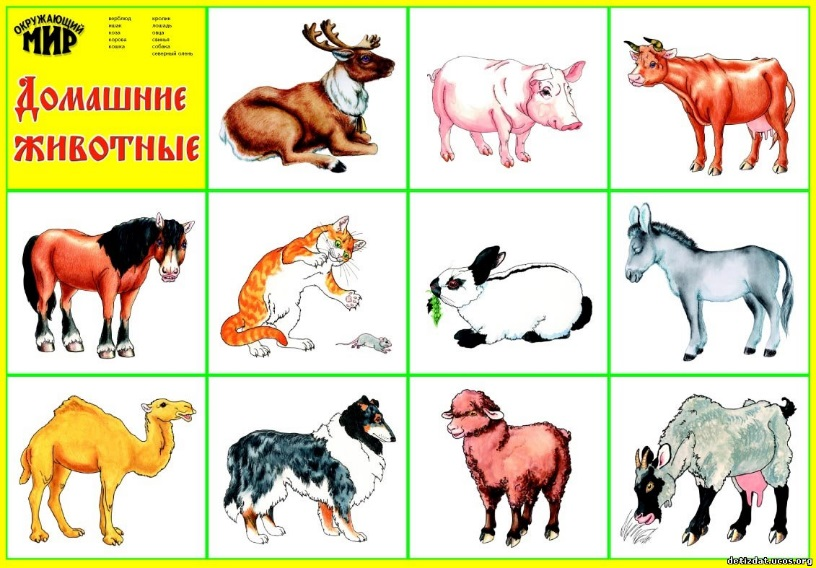 ОКРУЖАЮЩИЙ
МИР
верблюд
ишак
коза
корова
кошка
кролик
лошадь
овца
свинья
собака
северный олень
Домашние
животные
detizdat.ucoz.org